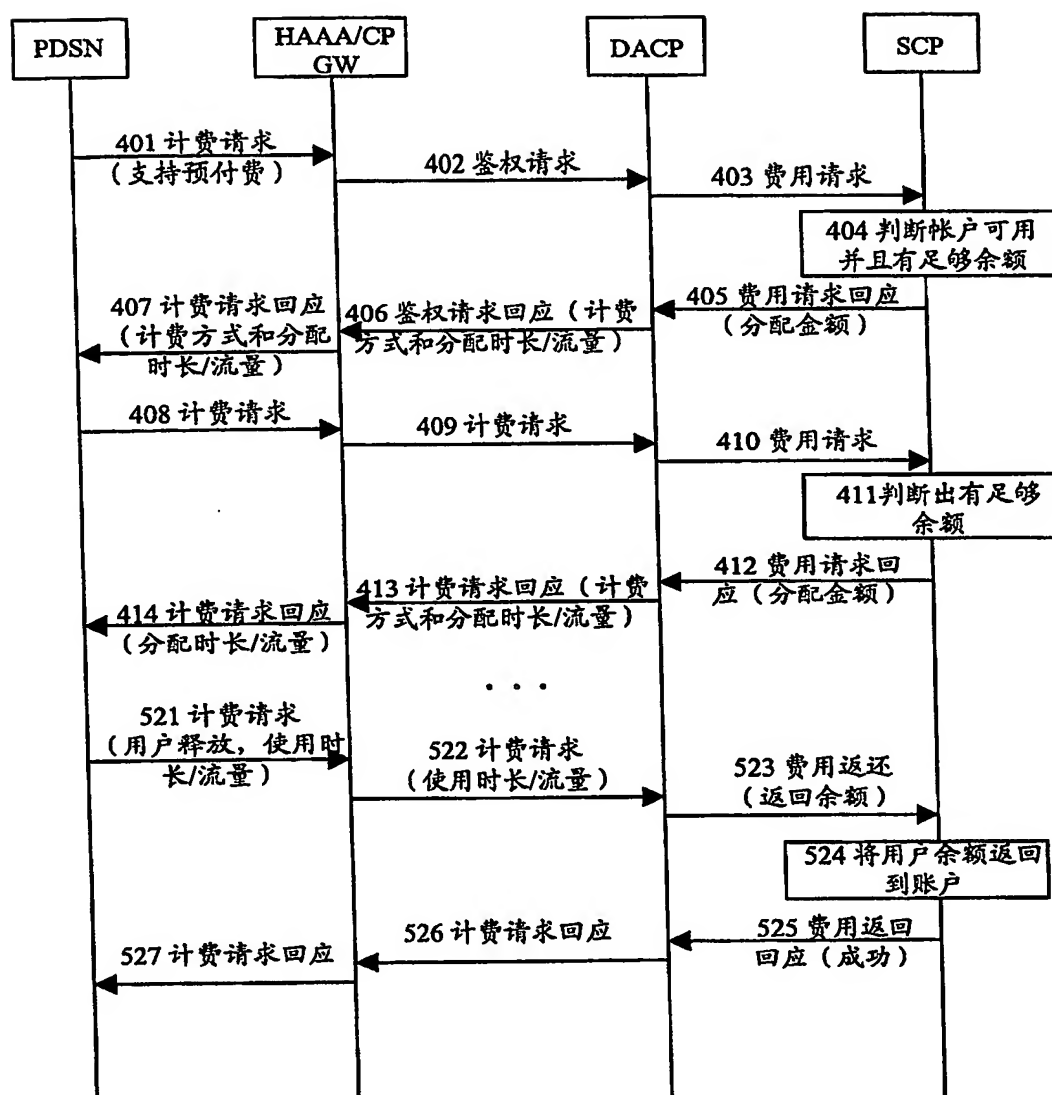 PDSN
HAAA/CP
GW
DACP
SCP
401 计费请求
（支持预付费）
402 鉴权请求
403 费用请求
404 判断帐户可用
并且有足够余额
405 费用请求回应
（分配金额）
406 鉴权请求回应（计费
方式和分配时长/流量）
407 计费请求回应
（计费方式和分配
时长/流量）
408 计费请求
409 计费请求
410 费用请求
411判断出有足够
余额
412 费用请求回
应（分配金额）
413 计费请求回应（计费
方式和分配时长/流量）
414 计费请求回应
（分配时长/流量）
· · ·
521 计费请求
（用户释放，使用时
长/流量）
522 计费请求
（使用时长/流量）
523 费用返还
（返回余额）
524 将用户余额返回
到账户
525 费用返回
回应（成功）
526 计费请求回应
527 计费请求回应